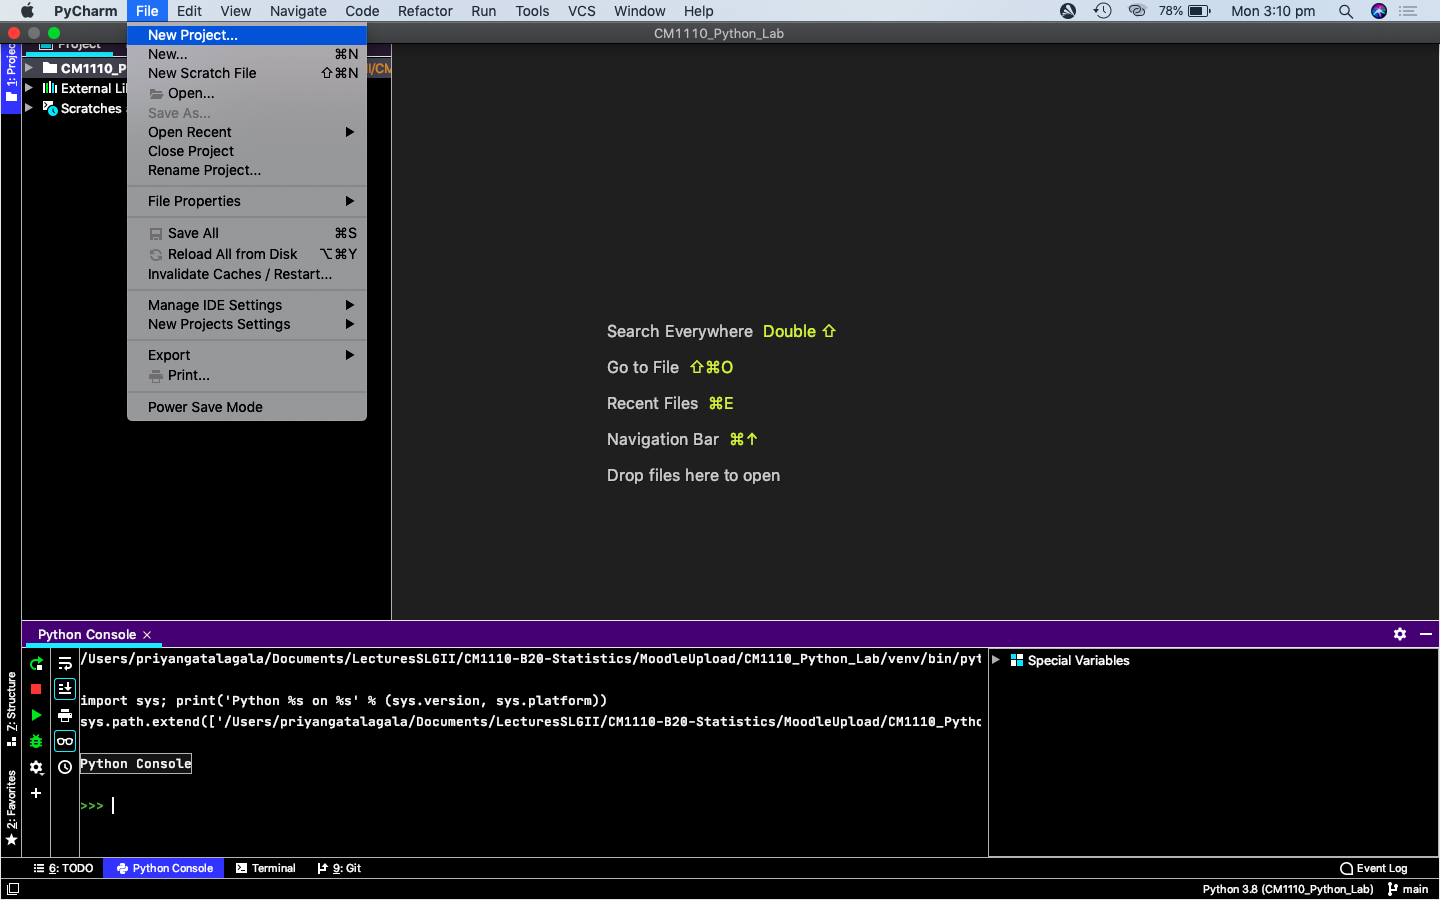 PyCharm File Edit View Navigate Code Refactor Run Tools VCS Window Help 78% Mon 3:10 pm
CM1110_Python_Lab
Project
1: Project
CM1110_P
External Li
Scratches
New Project...
New... ⌘N
New Scratch File ⇧⌘N
Open...
Save As...
Open Recent
Close Project
Rename Project...
File Properties
Save All ⌘S
Reload All from Disk ⌥⌘Y
Invalidate Caches / Restart...
Manage IDE Settings
New Projects Settings
Export
Print...
Power Save Mode
Search Everywhere Double ⇧
Go to File ⇧⌘O
Recent Files ⌘E
Navigation Bar ⌘↑
Drop files here to open
Python Console
/Users/priyangatalagala/Documents/LecturesSLGII/CM1110-B20-Statistics/MoodleUpload/CM1110_Python_Lab/venv/bin/pyt
import sys; print('Python %s on %s' % (sys.version, sys.platform))
sys.path.extend(['/Users/priyangatalagala/Documents/LecturesSLGII/CM1110-B20-Statistics/MoodleUpload/CM1110_Pytho
Python Console
>>>
Special Variables
7: Structure
2: Favorites
6: TODO Python Console Terminal 9: Git Event Log
Python 3.8 (CM1110_Python_Lab) main